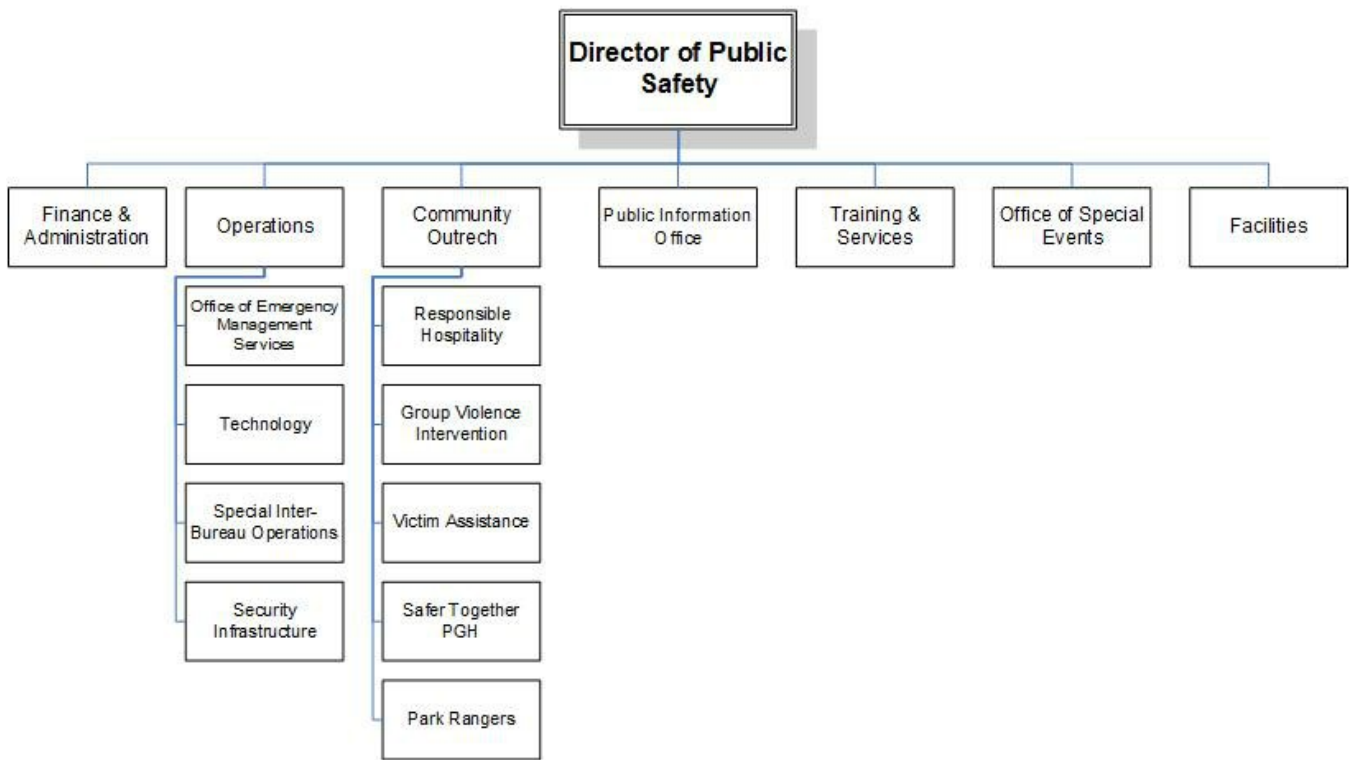 Director of Public
Safety
Finance &
Administration
Operations
Community
Outrech
Public Information
Office
Training &
Services
Office of Special
Events
Facilities
Office of Emergency
Management
Services
Technology
Special Inter-
Bureau Operations
Security
Infrastructure
Responsible
Hospitality
Group Violence
Intervention
Victim Assistance
Safer Together
PGH
Park Rangers